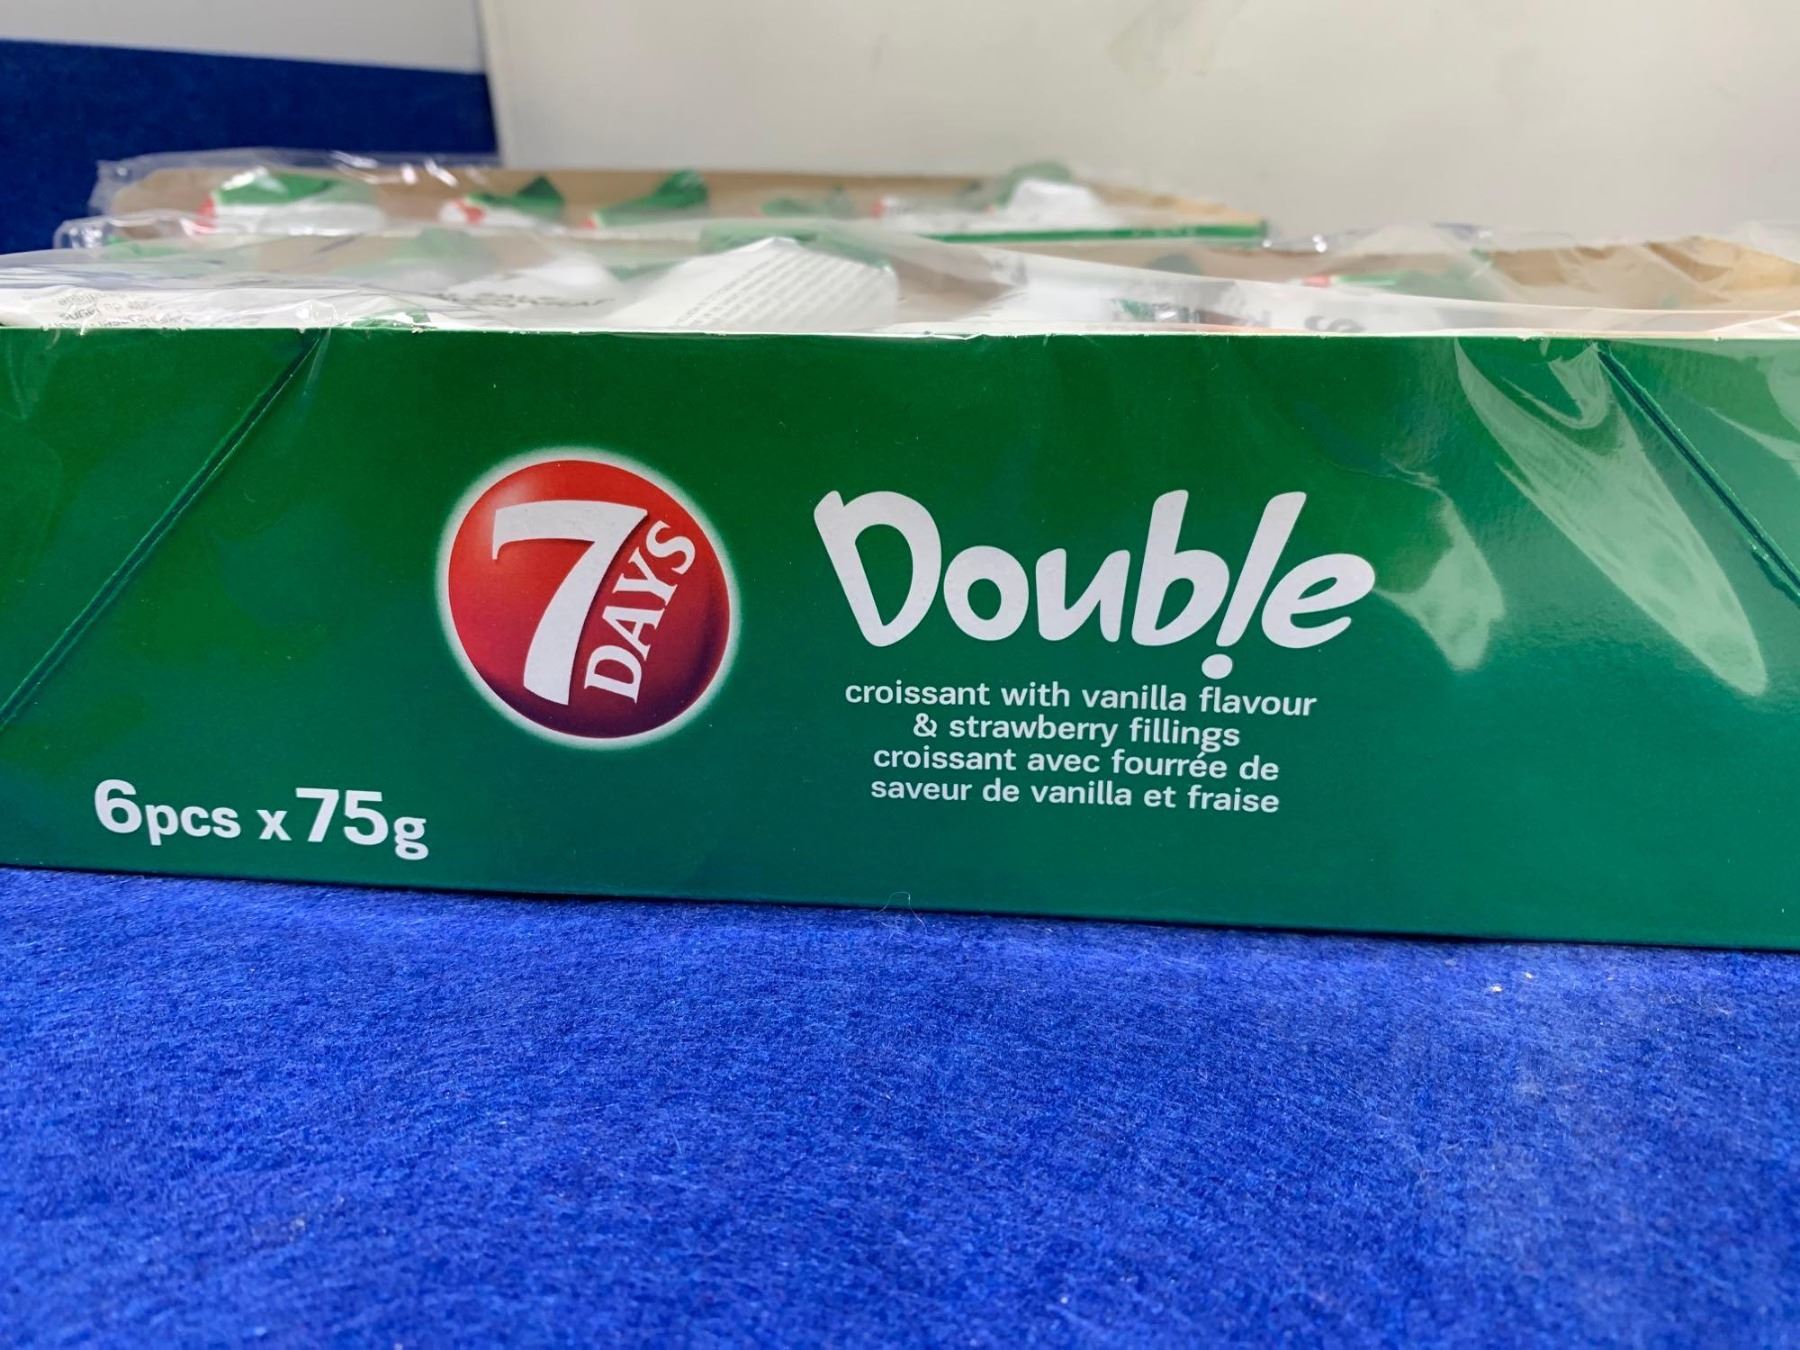 7 DAYS
Double
croissant with vanilla flavour
& strawberry fillings
croissant avec fourrée de
saveur de vanilla et fraise
6pcs x 75g